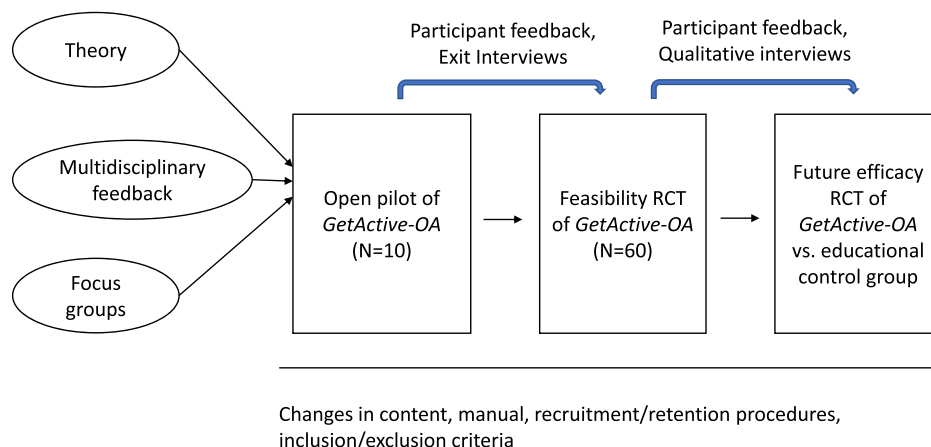 Theory
Multidisciplinary
feedback
Focus
groups
Participant feedback,
Exit Interviews
Participant feedback,
Qualitative interviews
Open pilot of
GetActive-OA
(N=10)
Feasibility RCT
of GetActive-OA
(N=60)
Future efficacy
RCT of
GetActive-OA
vs. educational
control group
Changes in content, manual, recruitment/retention procedures,
inclusion/exclusion criteria